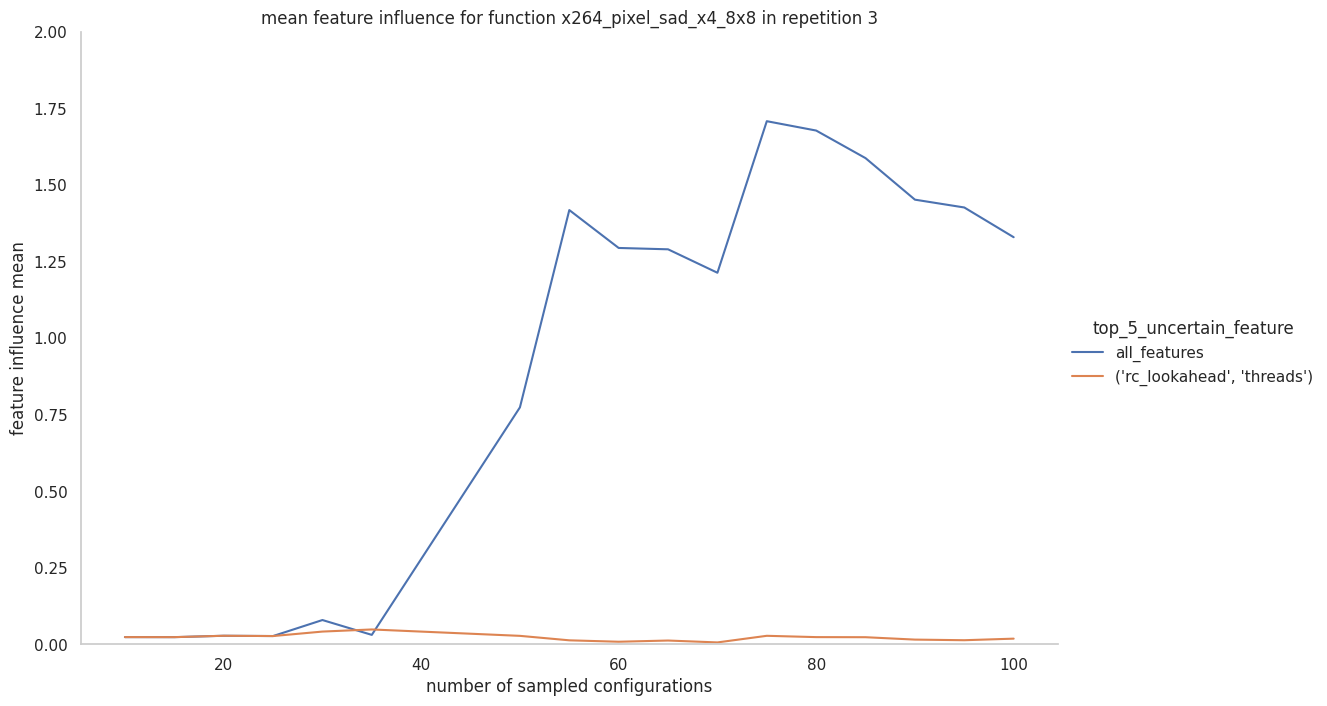 mean feature influence for function x264_pixel_sad_x4_8x8 in repetition 3
2.00
1.75
1.50
1.25
1.00
0.75
0.50
0.25
0.00
feature influence mean
20
40
60
80
100
number of sampled configurations
top_5_uncertain_feature
all_features
('rc_lookahead', 'threads')